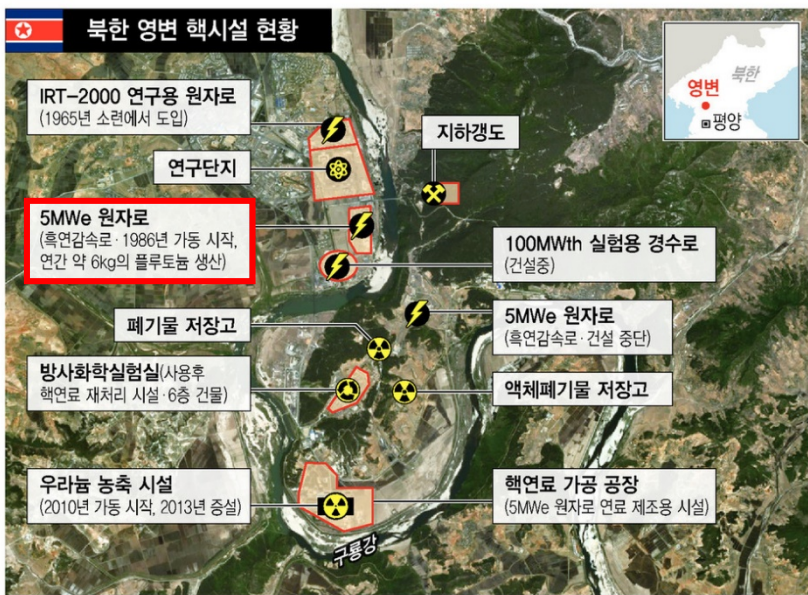 북한 영변 핵시설 현황
북한
영변
평양
IRT-2000 연구용 원자로
(1965년 소련에서 도입)
지하갱도
연구단지
5MWe 원자로
(흑연감속로·1986년 가동 시작,
연간 약 6kg의 플루토늄 생산)
100MWth 실험용 경수로
(건설중)
폐기물 저장고
5MWe 원자로
(흑연감속로·건설 중단)
방사화학실험실(사용후
핵연료 재처리 시설·6층 건물)
액체폐기물 저장고
우라늄 농축 시설
(2010년 가동 시작, 2013년 증설)
핵연료 가공 공장
(5MWe 원자로 연료 제조용 시설)
구룡강